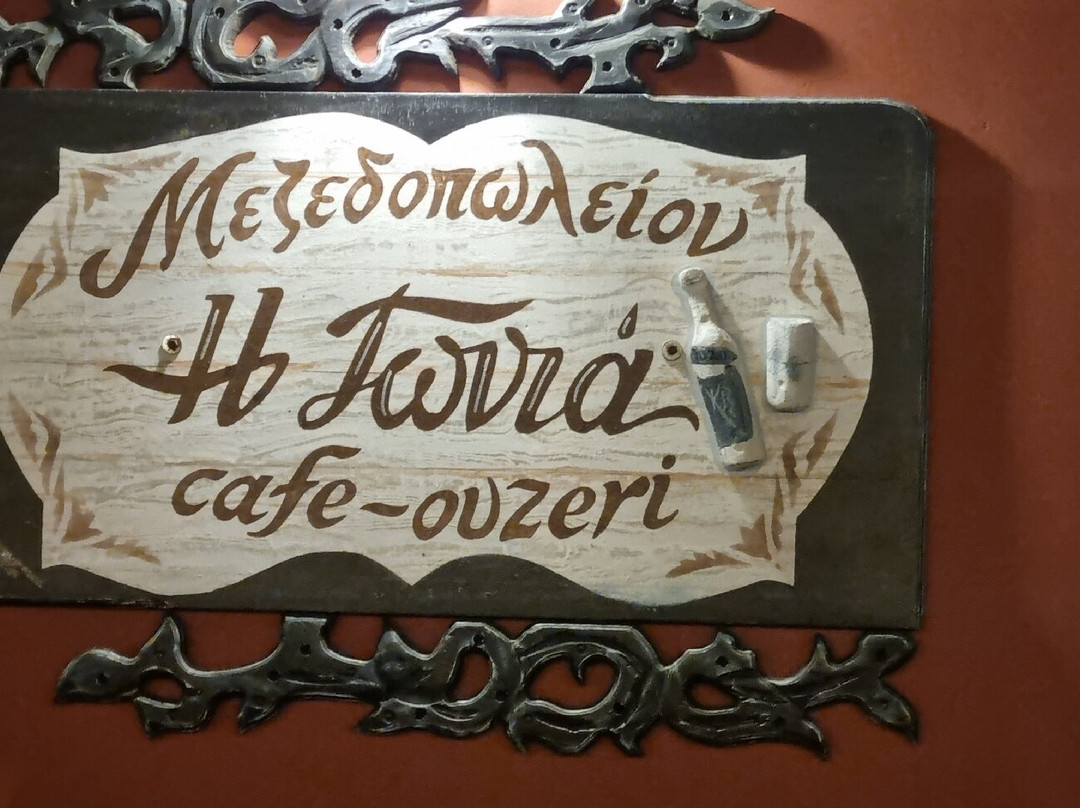 Μεζεδοπωλείον
Η Γωνιά
cafe-ouzeri